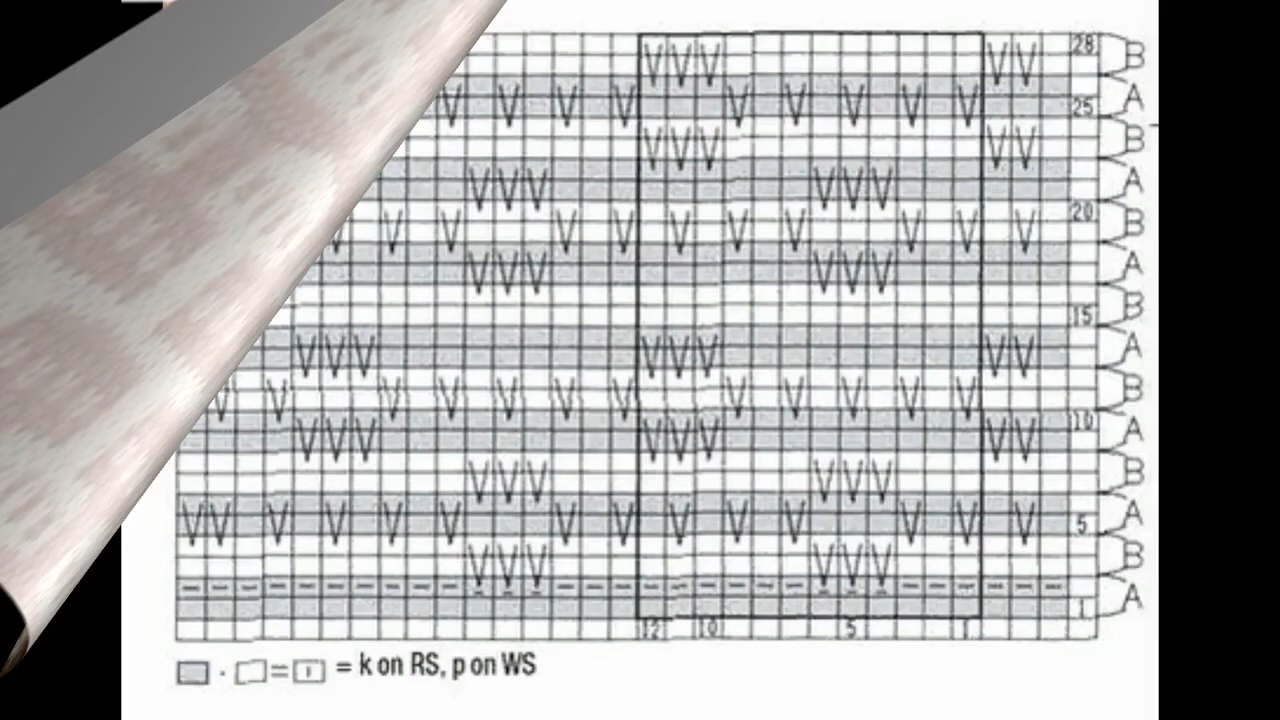 28 B
25 A
B
A
20 B
A
15 B
A
B
10 A
B
5 A
B
1 A
12 10 5 1
= = k on RS, p on WS